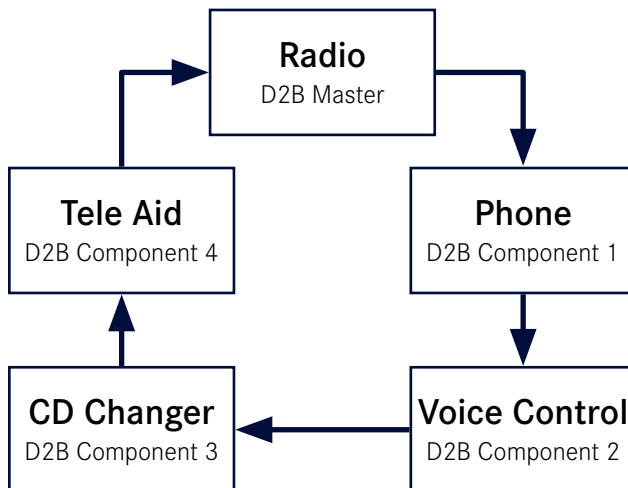 Radio
D2B Master
Tele Aid
D2B Component 4
Phone
D2B Component 1
CD Changer
D2B Component 3
Voice Control
D2B Component 2